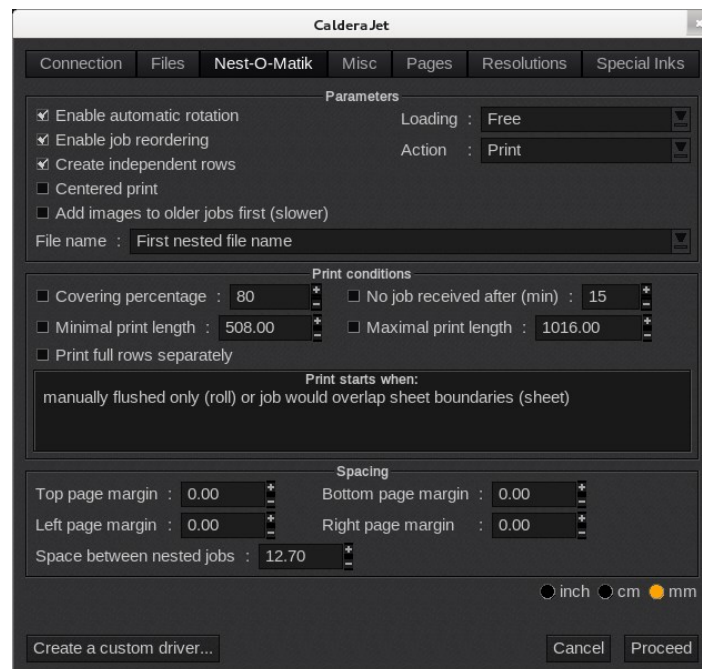 CalderaJet
Connection Files Nest-O-Matik Misc Pages Resolutions Special Inks
Parameters
Enable automatic rotation
Loading : Free
Enable job reordering
Action : Print
Create independent rows
Centered print
Add images to older jobs first (slower)
File name : First nested file name
Print conditions
Covering percentage : 80 No job received after (min) : 15
Minimal print length : 508.00 Maximal print length : 1016.00
Print full rows separately
Print starts when:
manually flushed only (roll) or job would overlap sheet boundaries (sheet)
Spacing
Top page margin : 0.00 Bottom page margin : 0.00
Left page margin : 0.00 Right page margin : 0.00
Space between nested jobs : 12.70
inch cm mm
Create a custom driver... Cancel Proceed